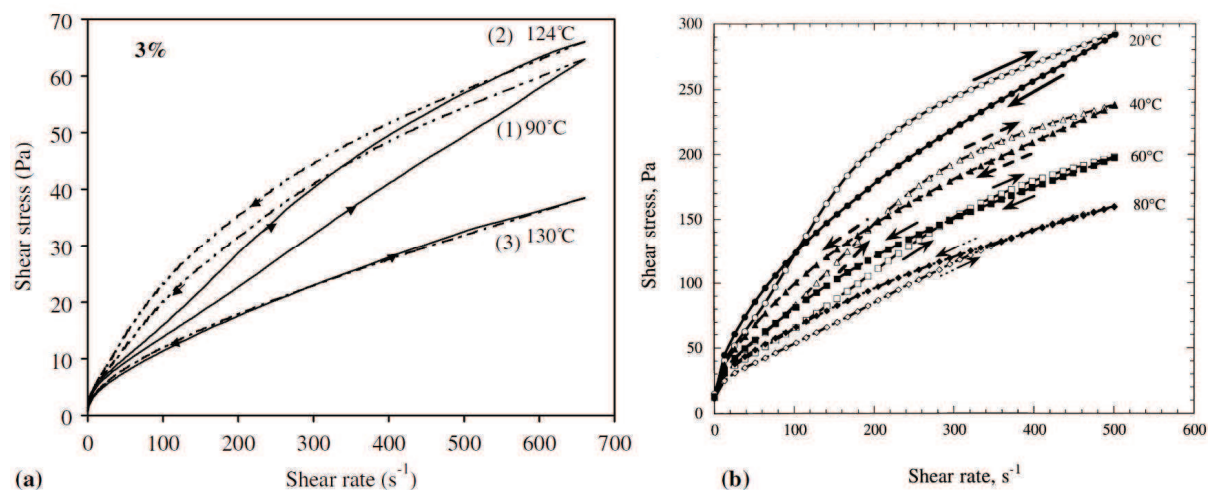 70
60
50
40
30
20
10
0
0 100 200 300 400 500 600 700
3%
(2) 124°C
(1) 90°C
(3) 130°C
Shear stress (Pa)
Shear rate (s⁻¹)
(a)
300
250
200
150
100
50
0
0 100 200 300 400 500 600
20°C
40°C
60°C
80°C
Shear stress, Pa
Shear rate, s⁻¹
(b)